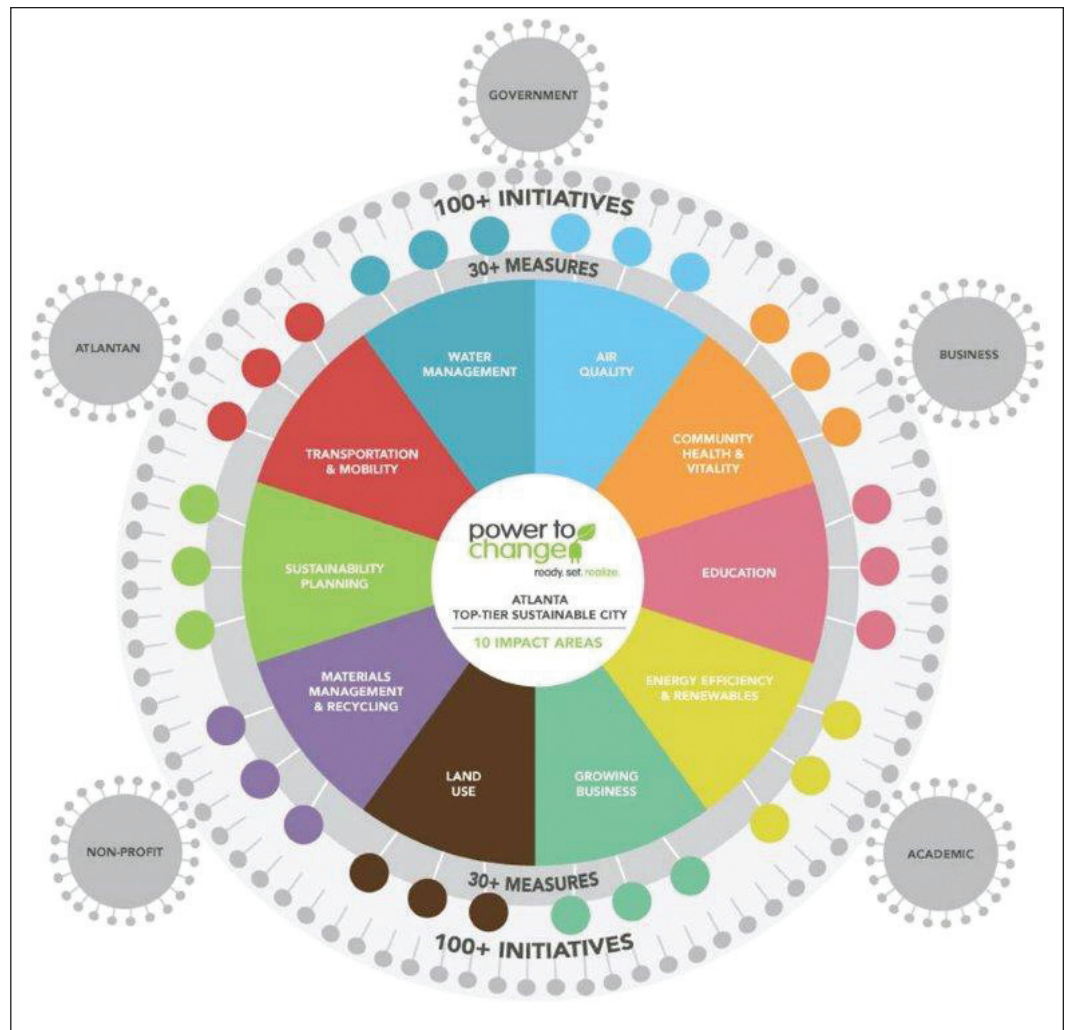 GOVERNMENT
100+ INITIATIVES
30+ MEASURES
ATLANTAN
BUSINESS
WATER
MANAGEMENT
AIR
QUALITY
TRANSPORTATION
& MOBILITY
COMMUNITY
HEALTH &
VITALITY
SUSTAINABILITY
PLANNING
power to
change
ready. set. realize.
ATLANTA
TOP-TIER SUSTAINABLE CITY
10 IMPACT AREAS
EDUCATION
MATERIALS
MANAGEMENT
& RECYCLING
ENERGY EFFICIENCY
& RENEWABLES
LAND
USE
GROWING
BUSINESS
NON-PROFIT
ACADEMIC
30+ MEASURES
100+ INITIATIVES